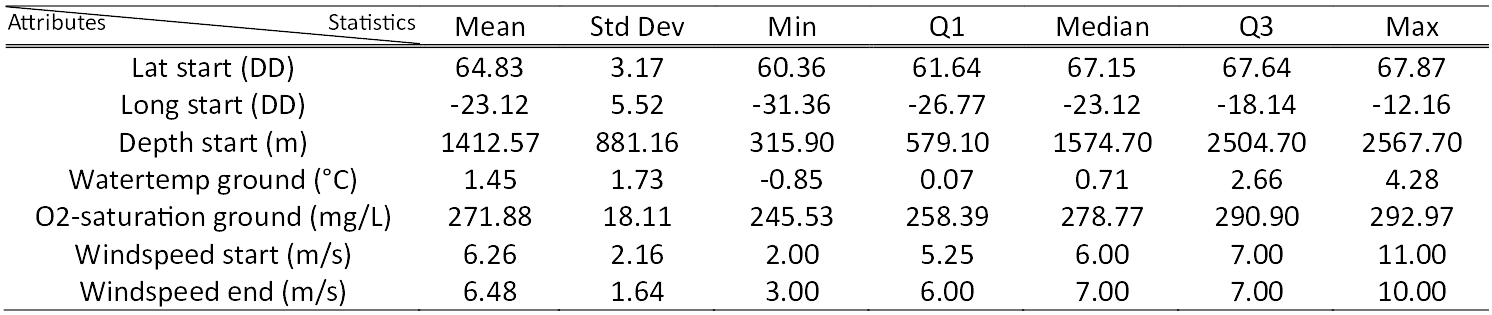 Attributes Statistics Mean Std Dev Min Q1 Median Q3 Max
Lat start (DD) 64.83 3.17 60.36 61.64 67.15 67.64 67.87
Long start (DD) -23.12 5.52 -31.36 -26.77 -23.12 -18.14 -12.16
Depth start (m) 1412.57 881.16 315.90 579.10 1574.70 2504.70 2567.70
Watertemp ground (°C) 1.45 1.73 -0.85 0.07 0.71 2.66 4.28
O2-saturation ground (mg/L) 271.88 18.11 245.53 258.39 278.77 290.90 292.97
Windspeed start (m/s) 6.26 2.16 2.00 5.25 6.00 7.00 11.00
Windspeed end (m/s) 6.48 1.64 3.00 6.00 7.00 7.00 10.00